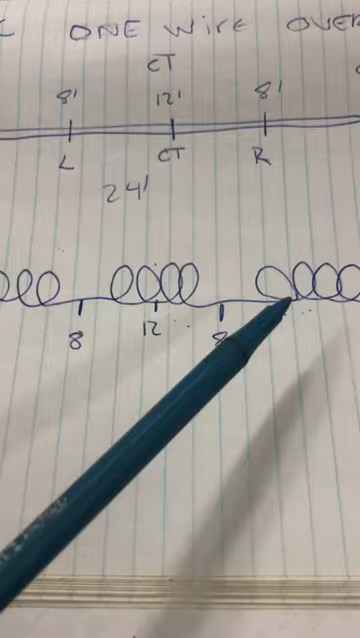 ONE WIRE OVER
CT
8' 12' 8'
L CT R
24'
8 12 8